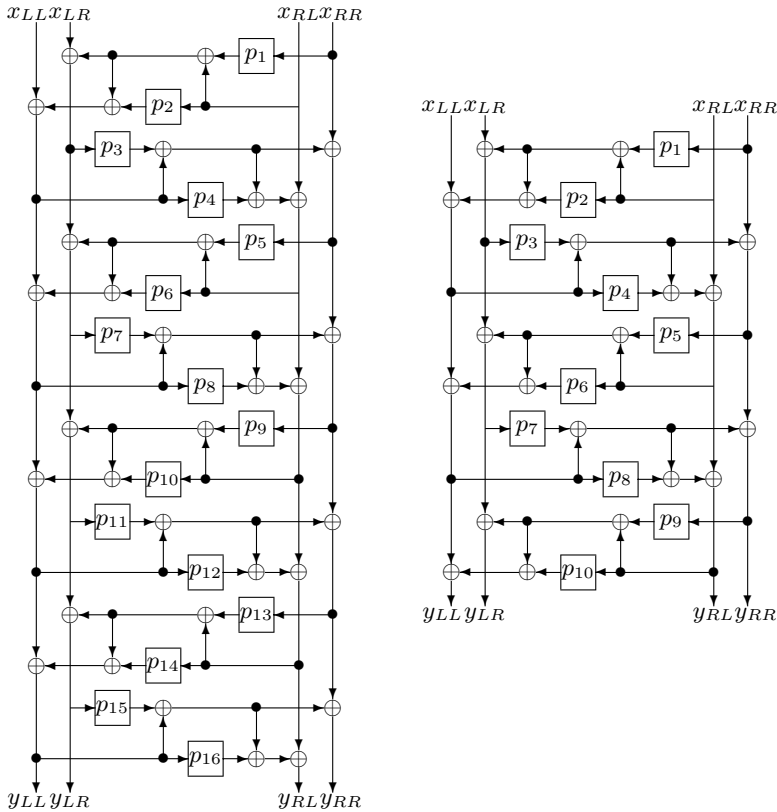 x_{LL} x_{LR} x_{RL} x_{RR}
p_1
p_2
p_3
p_4
p_5
p_6
p_7
p_8
p_9
p_{10}
p_{11}
p_{12}
p_{13}
p_{14}
p_{15}
p_{16}
y_{LL} y_{LR} y_{RL} y_{RR}
x_{LL} x_{LR} x_{RL} x_{RR}
p_1
p_2
p_3
p_4
p_5
p_6
p_7
p_8
p_9
p_{10}
y_{LL} y_{LR} y_{RL} y_{RR}